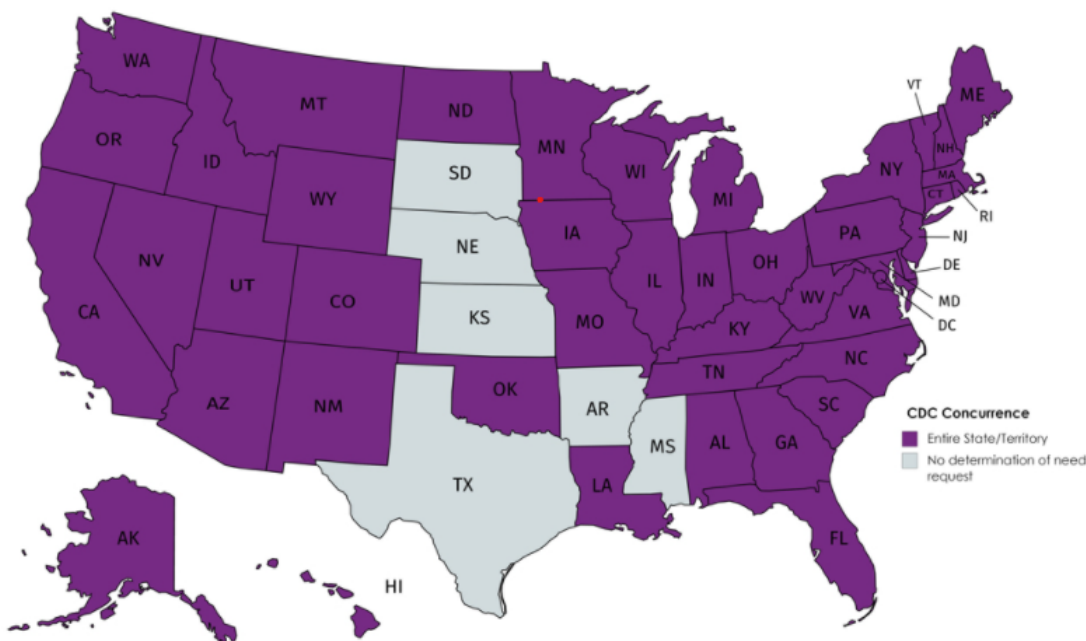 WA
MT
ND
MN
OR
ID
SD
WI
WY
MI
NE
IA
NV
UT
CO
CA
KS
MO
IL
IN
OH
KY
WV
VA
PA
NY
VT
ME
NH
MA
CT
RI
NJ
DE
MD
DC
AZ
NM
OK
AR
TN
NC
SC
MS
AL
GA
TX
LA
FL
AK
HI
CDC Concurrence
Entire State/Territory
No determination of need
request